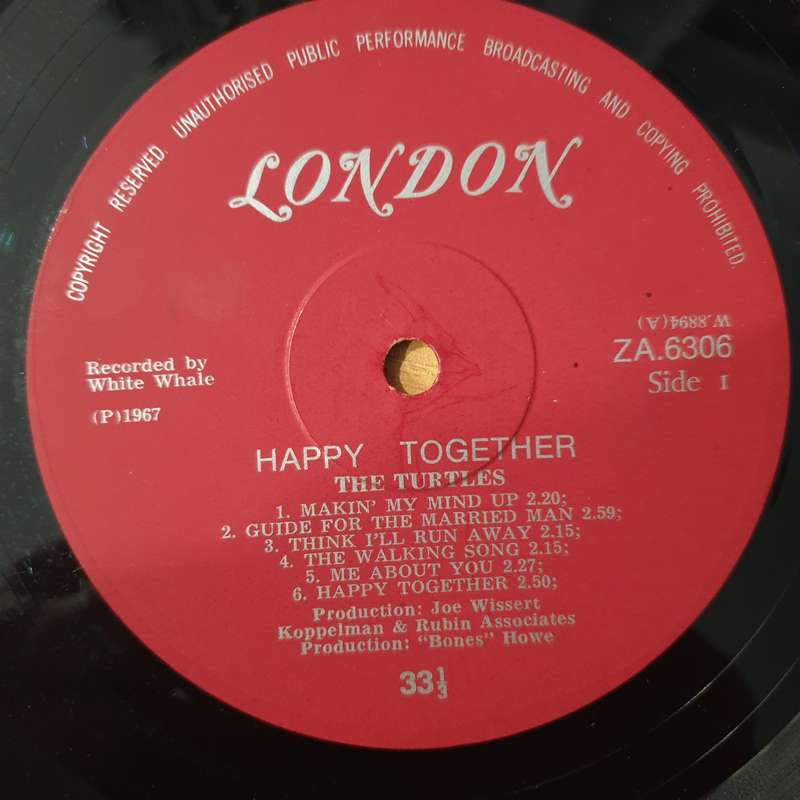 COPYRIGHT RESERVED. UNAUTHORISED PUBLIC PERFORMANCE BROADCASTING AND COPYING PROHIBITED.
LONDON
W.8894(A)
ZA.6306
Side 1
Recorded by
White Whale
(P)1967
HAPPY TOGETHER
THE TURTLES
1. MAKIN' MY MIND UP 2.20;
2. GUIDE FOR THE MARRIED MAN 2.59;
3. THINK I'LL RUN AWAY 2.15;
4. THE WALKING SONG 2.15;
5. ME ABOUT YOU 2.27;
6. HAPPY TOGETHER 2.50;
Production: Joe Wissert
Koppelman & Rubin Associates
Production: "Bones" Howe
33⅓